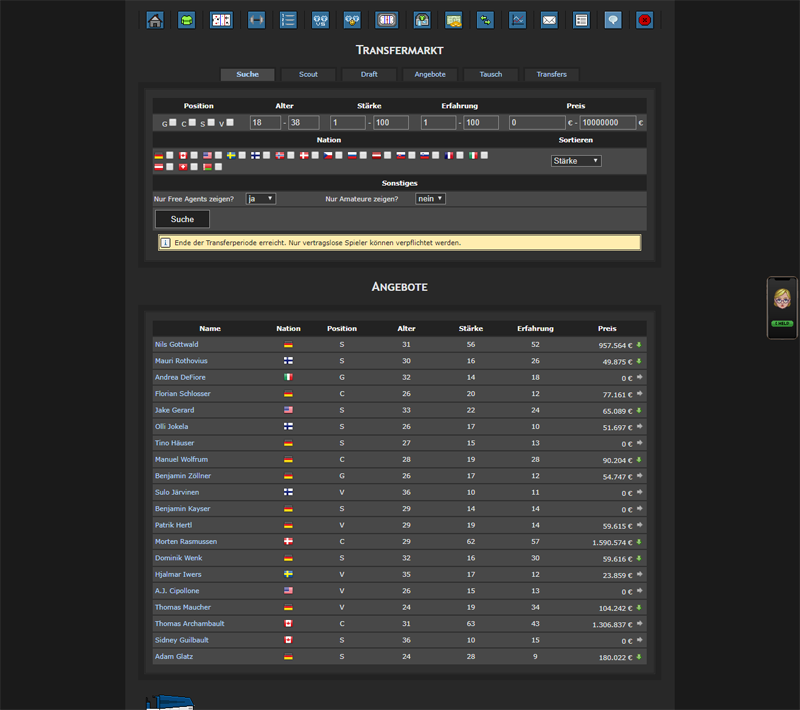 Transfermarkt
Suche Scout Draft Angebote Tausch Transfers
Position Alter Stärke Erfahrung Preis
G C S V 18 - 38 1 - 100 1 - 100 0 € - 10000000 €
Nation Sortieren
Stärke
Sonstiges
Nur Free Agents zeigen? ja Nur Amateure zeigen? nein
Suche
Ende der Transferperiode erreicht. Nur vertragslose Spieler können verpflichtet werden.
Angebote
Name Nation Position Alter Stärke Erfahrung Preis
Nils Gottwald S 31 56 52 957.564 €
Mauri Rothovius S 30 16 26 49.875 €
Andrea DeFiore G 32 14 18 0 €
Florian Schlosser C 26 20 12 77.161 €
Jake Gerard S 33 22 24 65.089 €
Olli Jokela S 26 17 10 51.697 €
Tino Häuser S 27 15 13 0 €
Manuel Wolfrum C 28 19 28 90.204 €
Benjamin Zöllner G 26 17 12 54.747 €
Sulo Järvinen V 36 10 11 0 €
Benjamin Kayser S 29 14 14 0 €
Patrik Hertl V 29 19 14 59.615 €
Morten Rasmussen C 29 62 57 1.590.574 €
Dominik Wenk S 32 16 30 59.616 €
Hjalmar Iwers V 35 17 12 23.859 €
A.J. Cipollone V 26 15 13 0 €
Thomas Maucher V 24 19 34 104.242 €
Thomas Archambault C 31 63 43 1.306.837 €
Sidney Guilbault S 36 10 15 0 €
Adam Glatz S 24 28 9 180.022 €